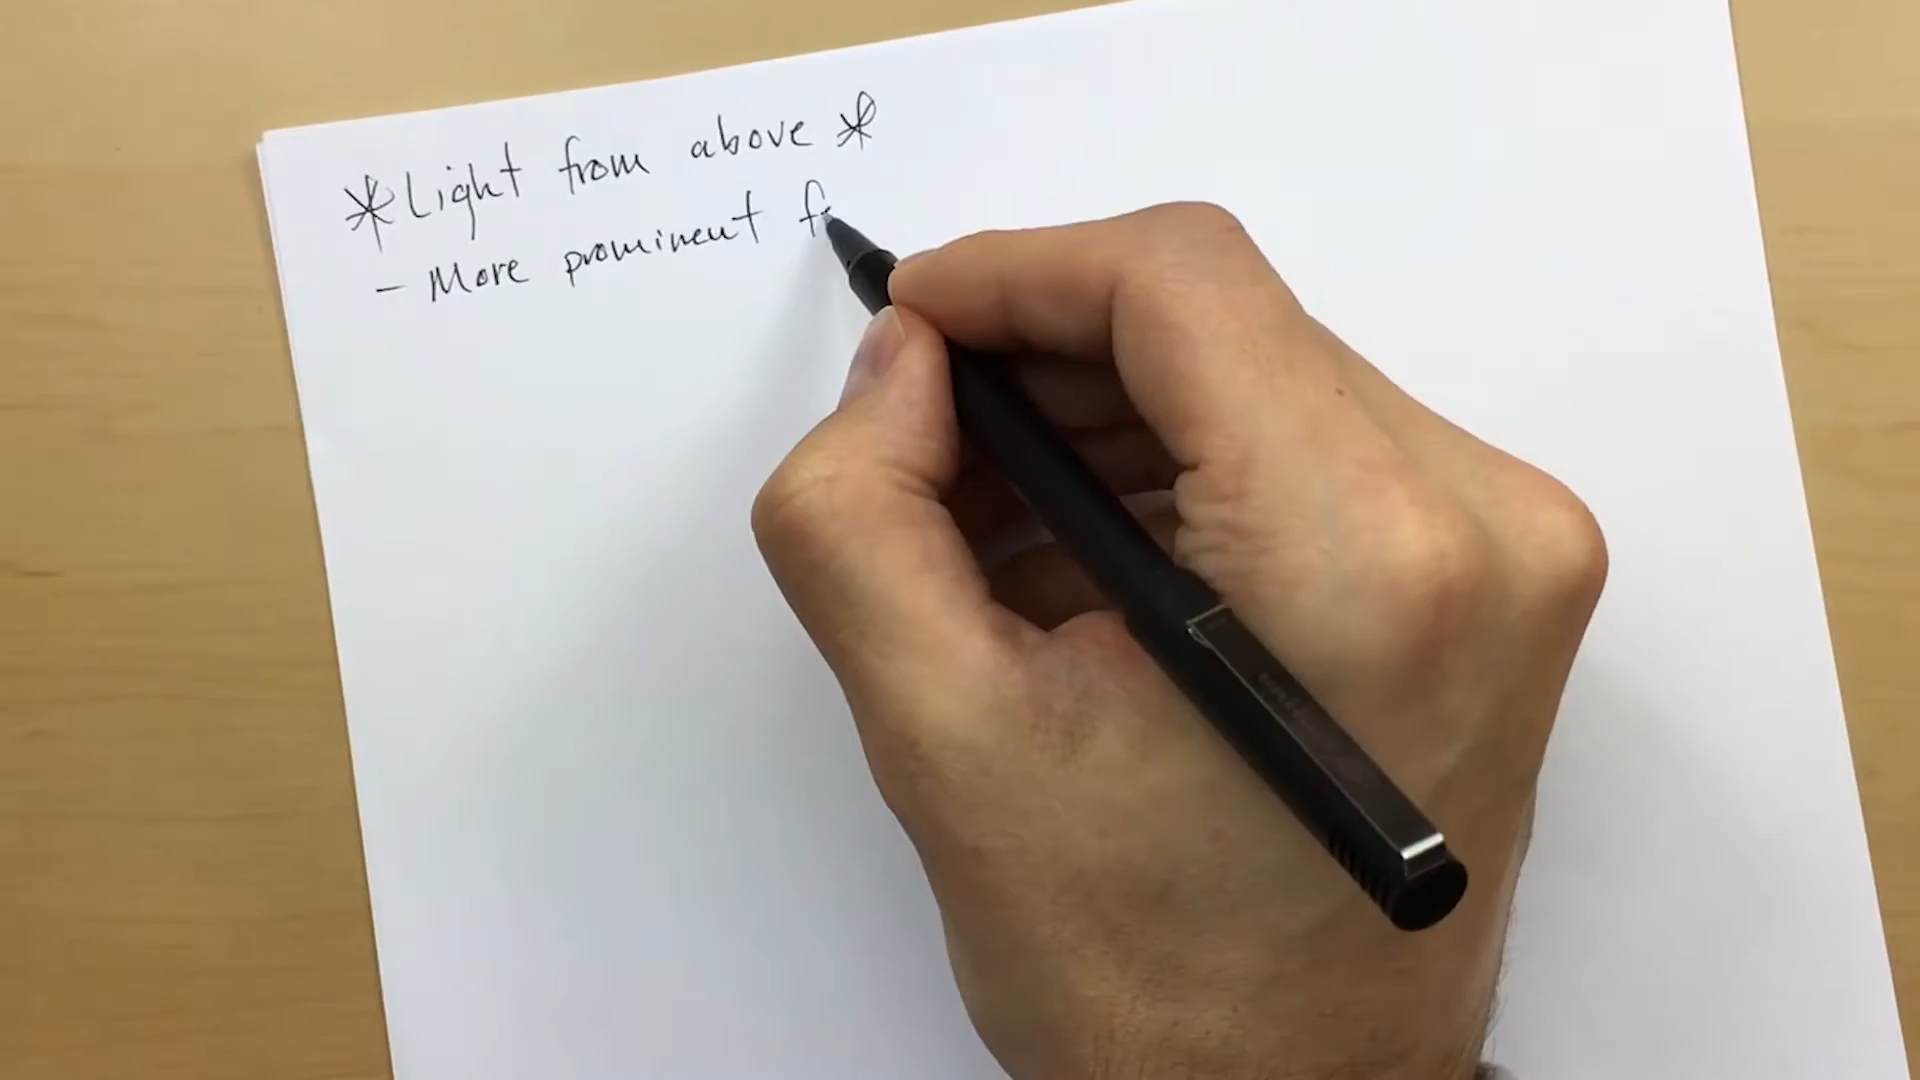 *Light from above*
- More prominent f